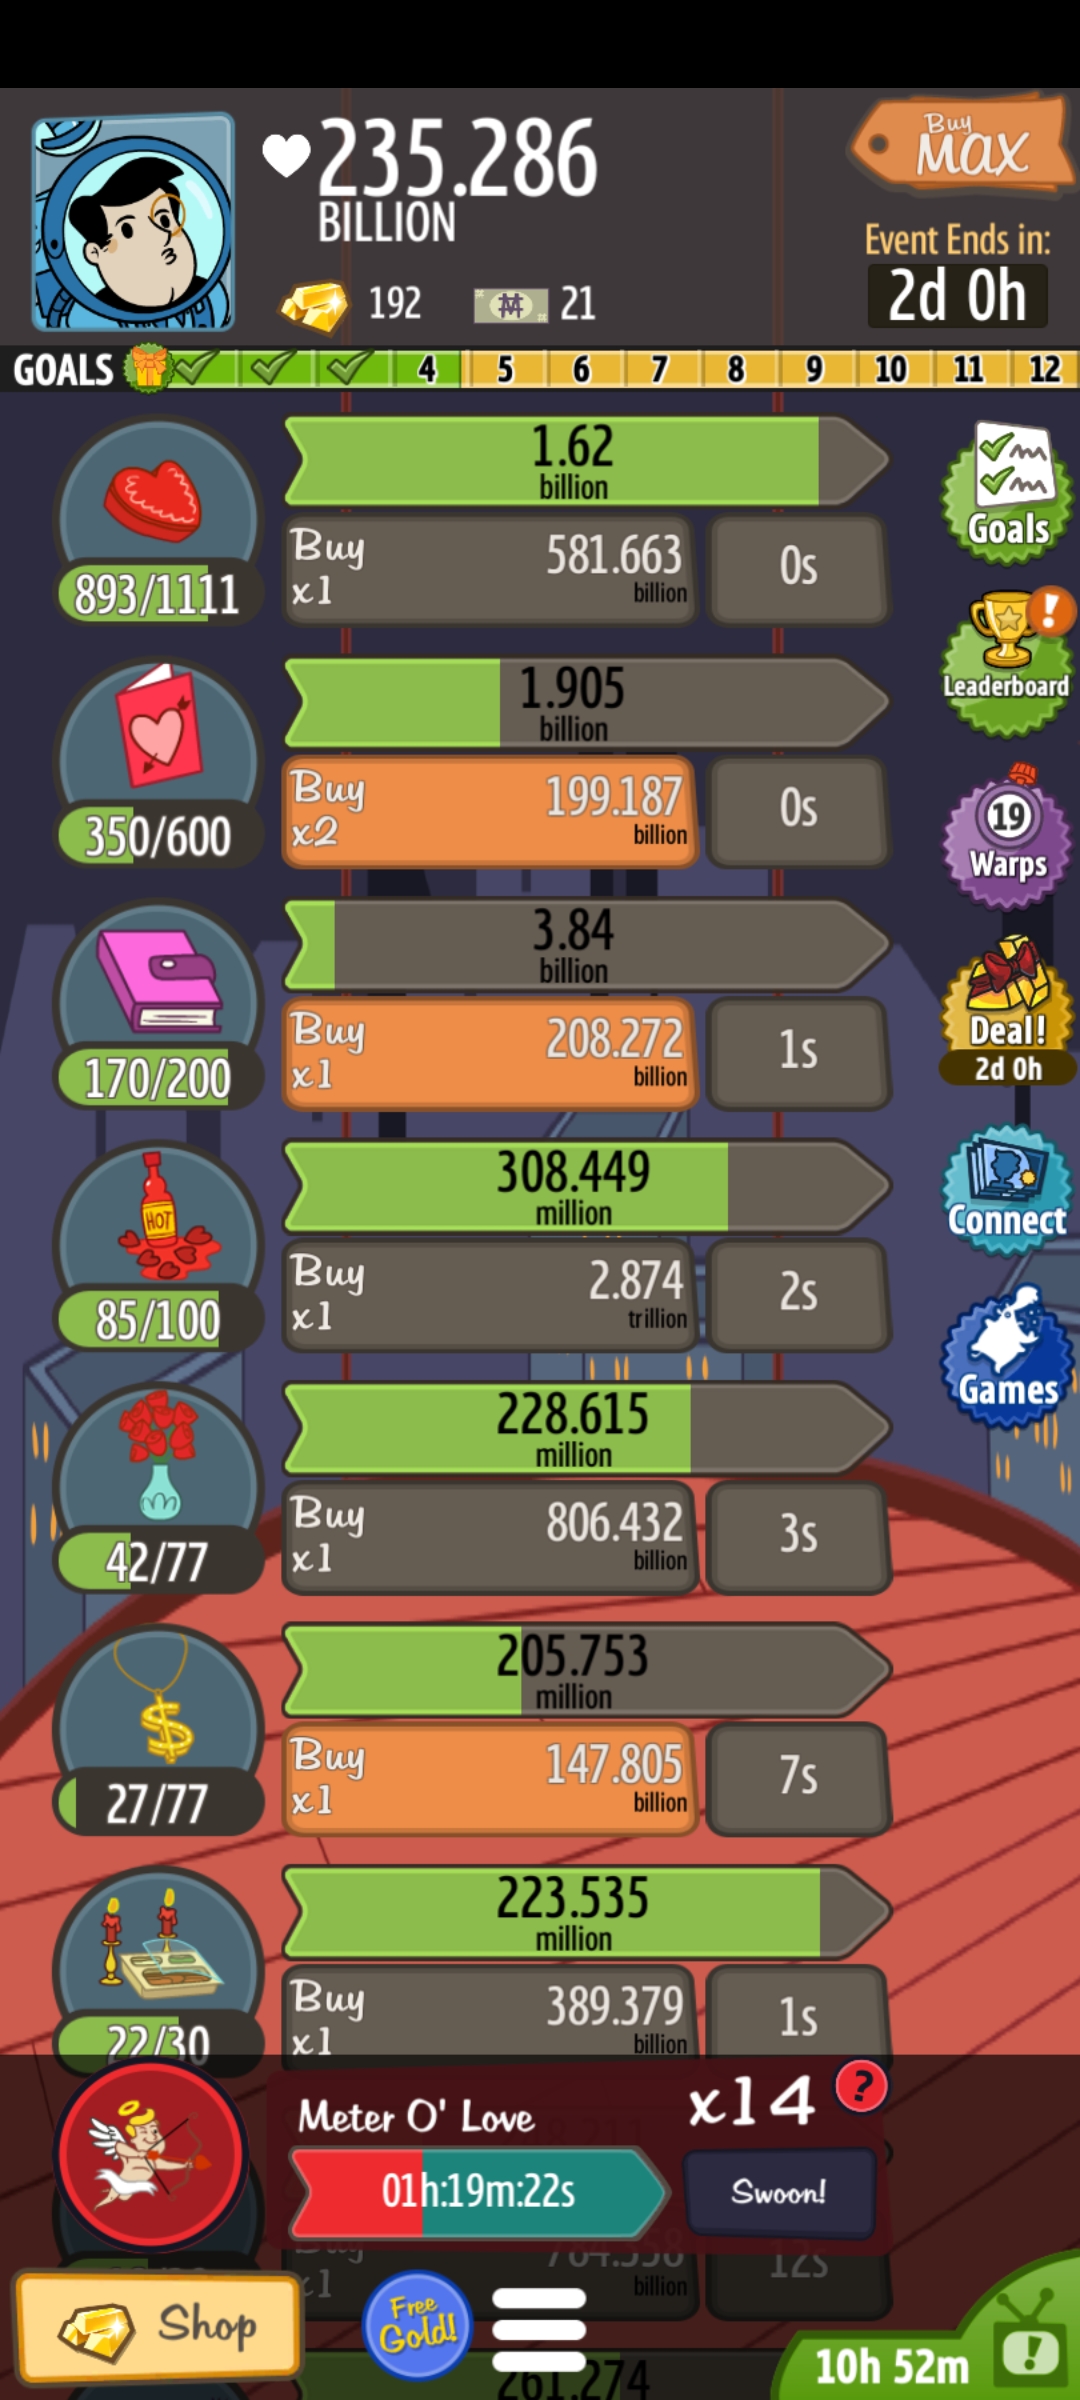 235.286
BILLION
192
21
Buy
MAX
Event Ends in:
2d 0h
GOALS
4 5 6 7 8 9 10 11 12
1.62
billion
893/1111
Buy
x1
581.663
billion
0s
Goals
1.905
billion
350/600
Buy
x2
199.187
billion
0s
!
Leaderboard
3.84
billion
170/200
Buy
x1
208.272
billion
1s
19
Warps
HOT
308.449
million
85/100
Buy
x1
2.874
trillion
2s
Deal!
2d 0h
228.615
million
42/77
Buy
x1
806.432
billion
3s
Connect
205.753
million
27/77
Buy
x1
147.805
billion
7s
Games
223.535
million
22/30
Buy
x1
389.379
billion
1s
Meter O' Love
x14
?
01h:19m:22s
Swoon!
Buy
x1
784.558
billion
12s
Shop
Free
Gold!
261.274
10h 52m
!